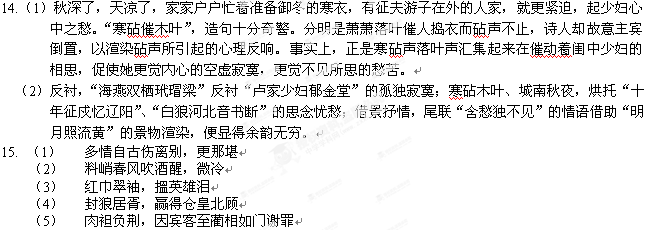 14.（1）秋深了，天凉了，家家户户忙着准备御冬的寒衣，有征夫游子在外的人家，就更紧迫，起少妇心
中之愁。“寒砧催木叶”，造句十分奇警。分明是萧萧落叶催人捣衣而砧声不止，诗人却故意主宾
倒置，以渲染砧声所引起的心理反响。事实上，正是寒砧声落叶声汇集起来在催动着闺中少妇的
相思，促使她更觉内心的空虚寂寞，更觉不见所思的愁苦。
（2）反衬，“海燕双栖玳瑁梁”反衬“卢家少妇郁金堂”的孤独寂寞；寒砧木叶、城南秋夜，烘托“十
年征戍忆辽阳”、“白狼河北音书断”的思念忧愁；借景抒情，尾联“含愁独不见”的情语借助“明
月照流黄”的景物渲染，便显得余韵无穷。
15.（1） 多情自古伤离别，更那堪
（2） 料峭春风吹酒醒，微冷
（3） 红巾翠袖，搵英雄泪
（4） 封狼居胥，赢得仓皇北顾
（5） 肉袒负荆，因宾客至蔺相如门谢罪